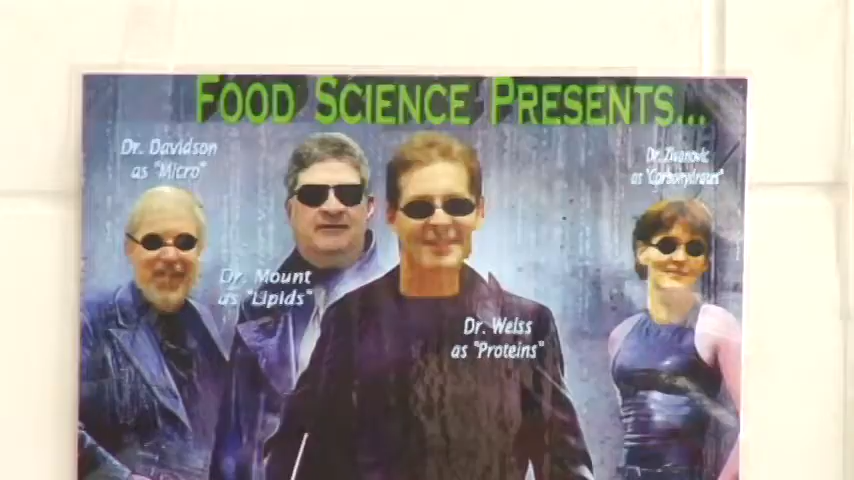 FOOD SCIENCE PRESENTS...
Dr. Davidson
as "Micro"
Dr. Mount
as "Lipids"
Dr. Weiss
as "Proteins"
Dr. Zivanovic
as "Carbohydrates"